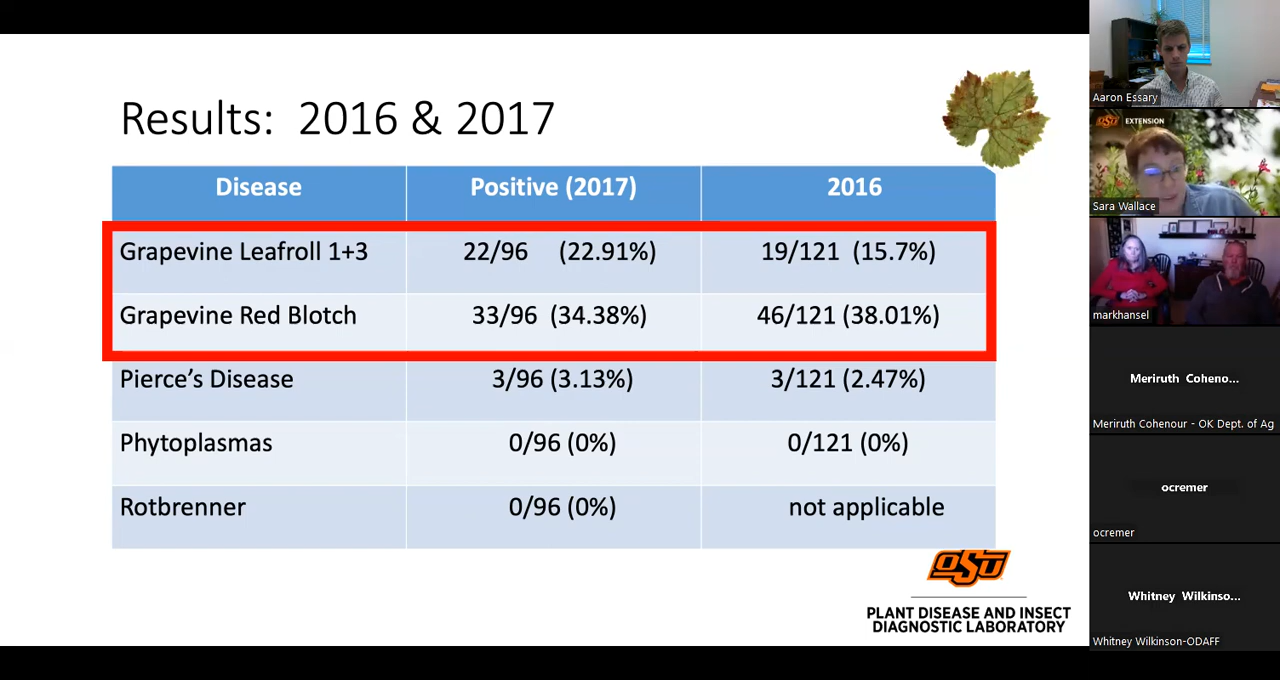 Results: 2016 & 2017
Disease Positive (2017) 2016
Grapevine Leafroll 1+3 22/96 (22.91%) 19/121 (15.7%)
Grapevine Red Blotch 33/96 (34.38%) 46/121 (38.01%)
Pierce's Disease 3/96 (3.13%) 3/121 (2.47%)
Phytoplasmas 0/96 (0%) 0/121 (0%)
Rotbrenner 0/96 (0%) not applicable
OSU
PLANT DISEASE AND INSECT
DIAGNOSTIC LABORATORY
Aaron Essary
OSU EXTENSION
Sara Wallace
markhansel
Meriruth Coheno...
Meriruth Cohenour - OK Dept. of Ag
ocremer
ocremer
Whitney Wilkinso...
Whitney Wilkinson-ODAFF